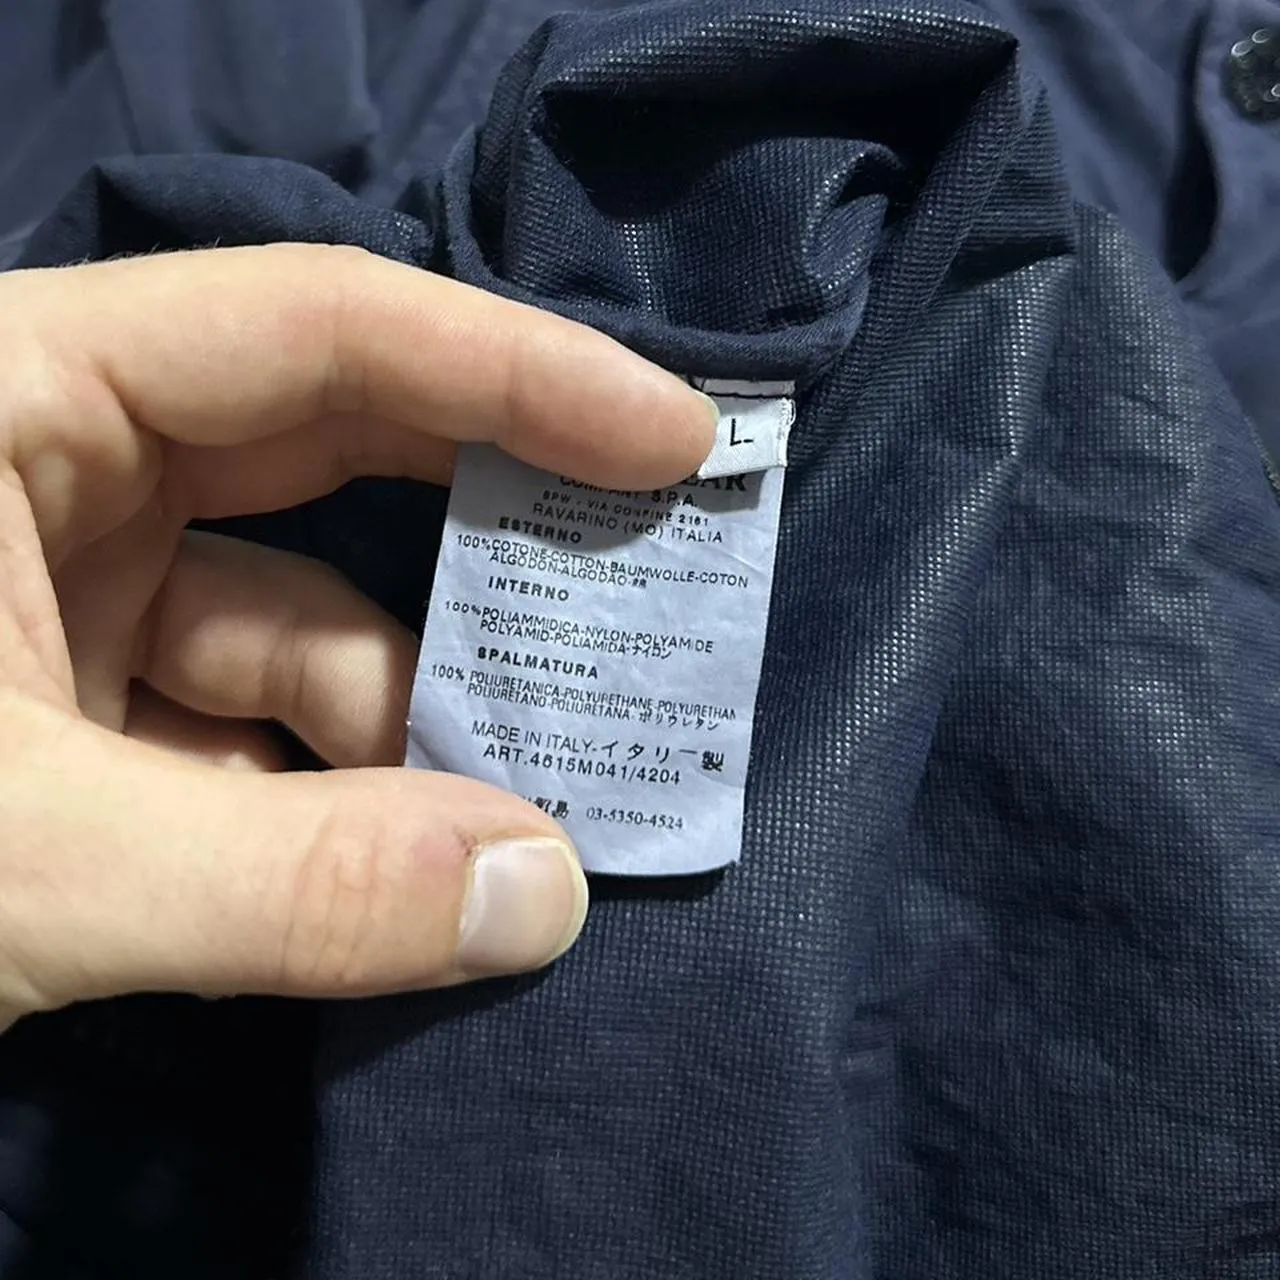 L
COMPANY S.P.A.
SPW - VIA CONFINE 2161
RAVARINO (MO) ITALIA
ESTERNO
100%COTONE-COTTON-BAUMWOLLE-COTON
ALGODON-ALGODAO-綿
INTERNO
100%POLIAMMIDICA-NYLON-POLYAMIDE
POLYAMID-POLIAMIDA-ナイロン
SPALMATURA
100% POLIURETANICA-POLYURETHANE-POLYURETHAN
POLIURETANO-POLIURETANA-ポリウレタン
MADE IN ITALY-イタリー製
ART.4615M041/4204
03-5350-4524